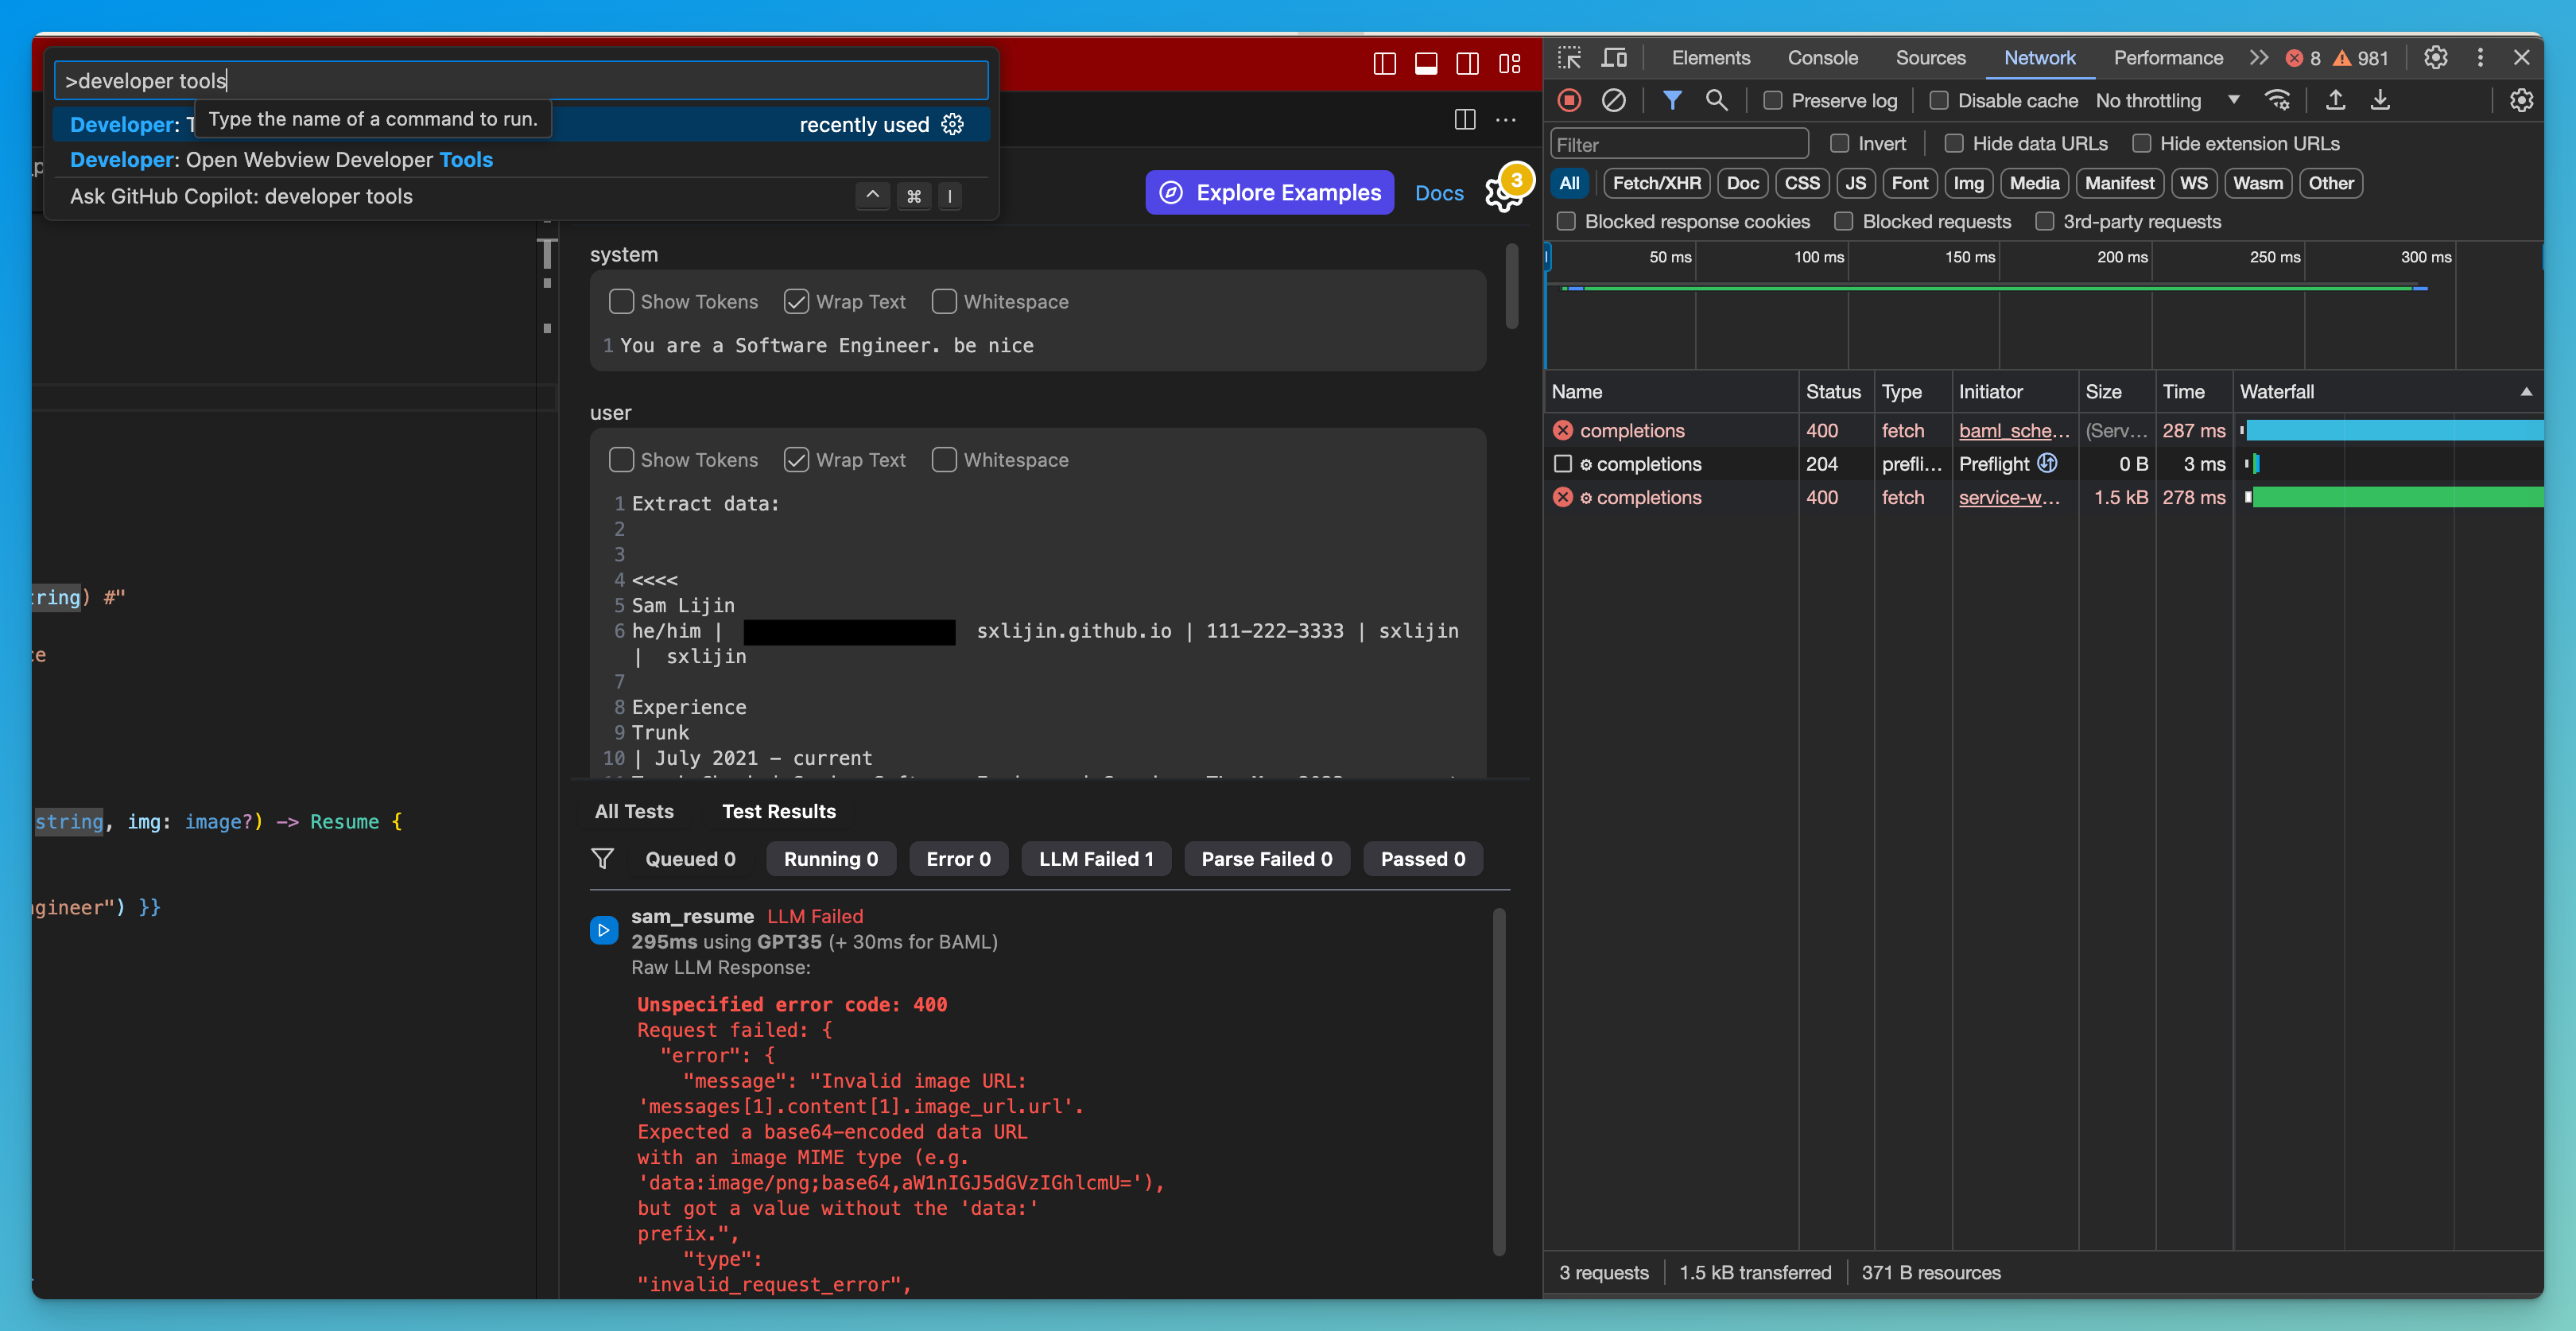 >developer tools
Developer: T
Type the name of a command to run.
recently used
Developer: Open Webview Developer Tools
Ask GitHub Copilot: developer tools
^ ⌘ I
Explore Examples
Docs
3
system
Show Tokens
Wrap Text
Whitespace
1 You are a Software Engineer. be nice
user
Show Tokens
Wrap Text
Whitespace
1 Extract data:
2
3
4 <<<<
5 Sam Lijin
6 he/him | sxlijin.github.io | 111-222-3333 | sxlijin
| sxlijin
7
8 Experience
9 Trunk
10 | July 2021 – current
ring) #"
e
string, img: image?) -> Resume {
gineer") }}
All Tests
Test Results
Queued 0
Running 0
Error 0
LLM Failed 1
Parse Failed 0
Passed 0
sam_resume LLM Failed
295ms using GPT35 (+ 30ms for BAML)
Raw LLM Response:
Unspecified error code: 400
Request failed: {
"error": {
"message": "Invalid image URL:
'messages[1].content[1].image_url.url'.
Expected a base64-encoded data URL
with an image MIME type (e.g.
'data:image/png;base64,aW1nIGJ5dGVzIGhlcmU='),
but got a value without the 'data:'
prefix.",
"type":
"invalid_request_error",
Elements
Console
Sources
Network
Performance
8
981
Preserve log
Disable cache
No throttling
Filter
Invert
Hide data URLs
Hide extension URLs
All
Fetch/XHR
Doc
CSS
JS
Font
Img
Media
Manifest
WS
Wasm
Other
Blocked response cookies
Blocked requests
3rd-party requests
50 ms
100 ms
150 ms
200 ms
250 ms
300 ms
Name Status Type Initiator Size Time Waterfall
completions 400 fetch baml_sche... (Serv... 287 ms
completions 204 prefli... Preflight 0 B 3 ms
completions 400 fetch service-w... 1.5 kB 278 ms
3 requests
1.5 kB transferred
371 B resources